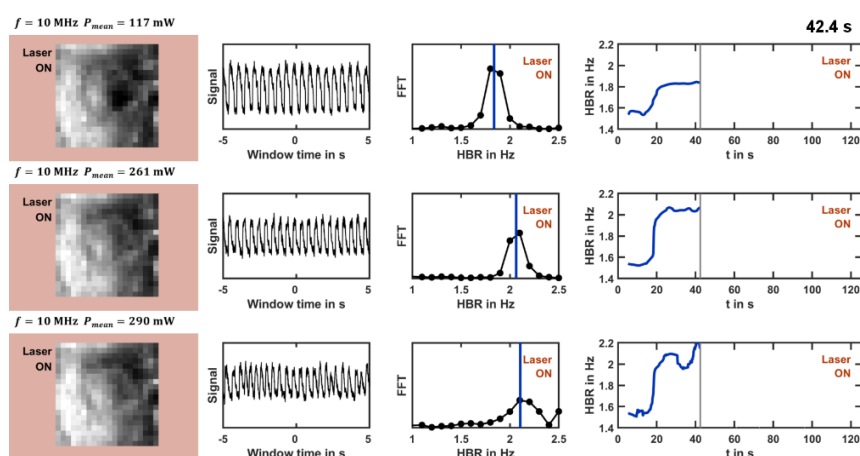 42.4 s
f = 10 MHz P_mean = 117 mW
Laser
ON
Signal
-5 0 5
Window time in s
FFT
Laser
ON
1 1.5 2 2.5
HBR in Hz
HBR in Hz
2.2
2
1.8
1.6
1.4
Laser
ON
0 20 40 60 80 100 120
t in s
f = 10 MHz P_mean = 261 mW
Laser
ON
Signal
-5 0 5
Window time in s
FFT
Laser
ON
1 1.5 2 2.5
HBR in Hz
HBR in Hz
2.2
2
1.8
1.6
1.4
Laser
ON
0 20 40 60 80 100 120
t in s
f = 10 MHz P_mean = 290 mW
Laser
ON
Signal
-5 0 5
Window time in s
FFT
Laser
ON
1 1.5 2 2.5
HBR in Hz
HBR in Hz
2.2
2
1.8
1.6
1.4
Laser
ON
0 20 40 60 80 100 120
t in s